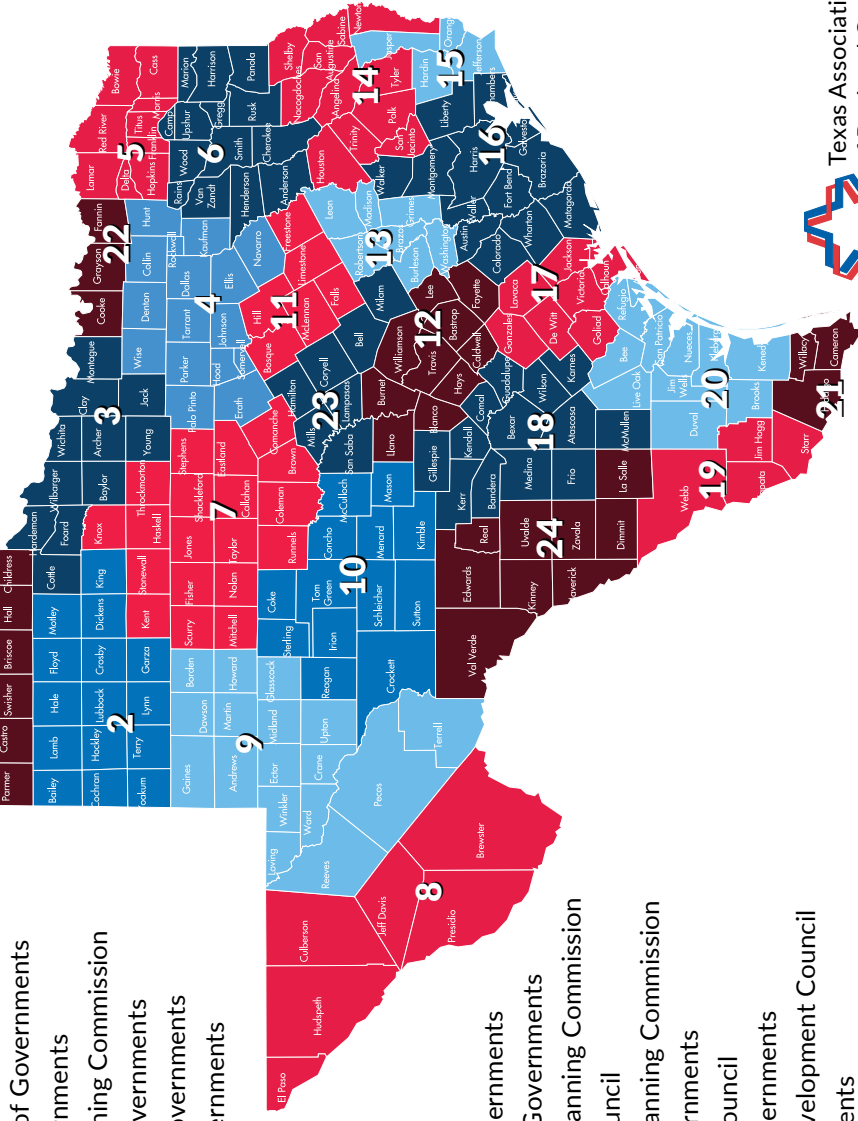 of Governments
nments
ning Commission
vernments
overnments
ernments
ernments
Governments
anning Commission
uncil
anning Commission
rnments
ouncil
ernments
velopment Council
ents
Parmer
Castro
Swisher
Briscoe
Hall
Childress
Hardeman
Bailey
Lamb
Hale
Floyd
Motley
Cottle
Foard
Wilbarger
Wichita
Clay
Montague
Cooke
Grayson
Fannin
Lamar
Red River
Bowie
Cochran
Hockley
Lubbock
Crosby
Dickens
King
Knox
Baylor
Archer
2
3
22
5
oakum
Terry
Lynn
Garza
Kent
Stonewall
Haskell
Throckmorton
Young
Jack
Wise
Denton
Collin
Hunt
Delta
Hopkins
Franklin
Titus
Morris
Cass
Camp
Marion
Gaines
Dawson
Borden
Scurry
Fisher
Jones
Shackelford
Stephens
Palo Pinto
Parker
Tarrant
Dallas
Rockwall
Kaufman
Rains
Wood
Upshur
Gregg
Harrison
Van
Zandt
Smith
Rusk
Panola
9
7
4
6
Andrews
Martin
Howard
Mitchell
Nolan
Taylor
Callahan
Eastland
Erath
Hood
Somervell
Johnson
Ellis
Henderson
Cherokee
Navarro
Anderson
El Paso
Hudspeth
Culberson
Loving
Winkler
Ector
Midland
Glasscock
Sterling
Coke
Runnels
Coleman
Brown
Comanche
Hamilton
Bosque
Hill
11
Freestone
Limestone
McLennan
Falls
Houston
Nacogdoches
Shelby
San
Augustine
Sabine
Newton
Reeves
Ward
Crane
Upton
Reagan
Irion
Tom
Green
Concho
McCulloch
San Saba
Mills
Lampasas
23
Coryell
Bell
Milam
Leon
Madison
Robertson
Trinity
Angelina
14
Jasper
Tyler
Polk
San
Jacinto
Walker
10
Jeff Davis
Pecos
Crockett
Schleicher
Menard
Mason
Llano
Burnet
Williamson
Brazos
13
Burleson
Grimes
Montgomery
Liberty
Hardin
15
Orang
Jefferson
Presidio
Brewster
8
Terrell
Sutton
Kimble
Gillespie
Blanco
Travis
12
Bastrop
Lee
Washington
Waller
Austin
Fayette
Caldwell
Hays
Val Verde
Edwards
Real
Kerr
Bandera
Kendall
Comal
Guadalupe
Gonzales
Lavaca
Colorado
Wharton
Fort Bend
Harris
16
hambers
Galvesto
Brazoria
Matagorda
Kinney
Uvalde
Medina
Bexar
18
Wilson
Karnes
De Witt
17
Jackson
Victoria
Calhoun
Goliad
24
averick
Zavala
Frio
Atascosa
Dimmit
La Salle
McMullen
Live Oak
Bee
Refugio
Webb
19
Duval
Jim
Wells
San Patricio
Nueces
Kleberg
20
Jim Hogg
Brooks
Kened
apata
Starr
Willacy
Cameron
21
Texas Associati